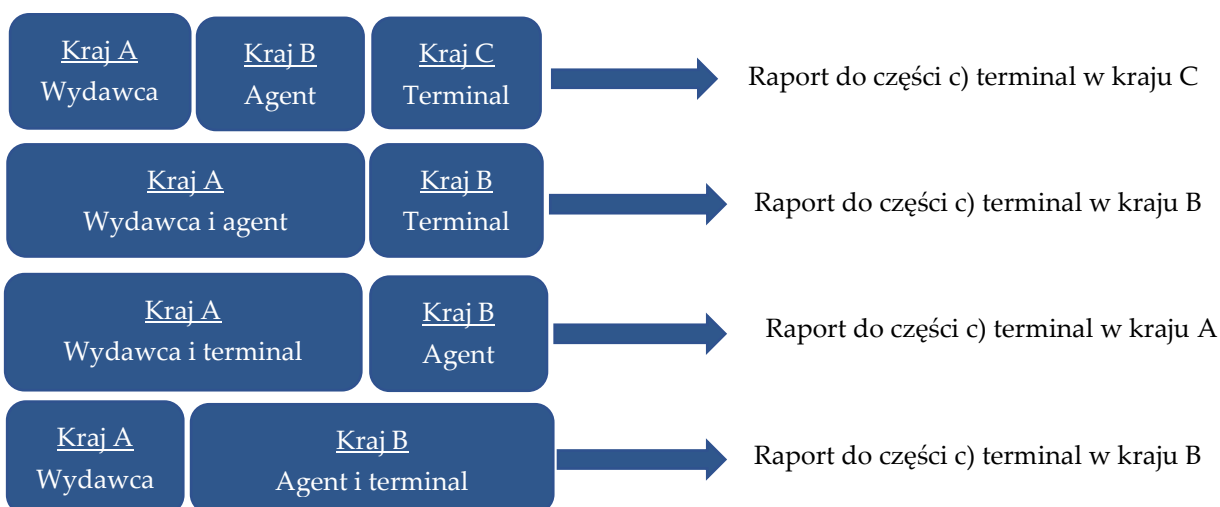 Kraj A
Wydawca
Kraj B
Agent
Kraj C
Terminal
Raport do części c) terminal w kraju C
Kraj A
Wydawca i agent
Kraj B
Terminal
Raport do części c) terminal w kraju B
Kraj A
Wydawca i terminal
Kraj B
Agent
Raport do części c) terminal w kraju A
Kraj A
Wydawca
Kraj B
Agent i terminal
Raport do części c) terminal w kraju B